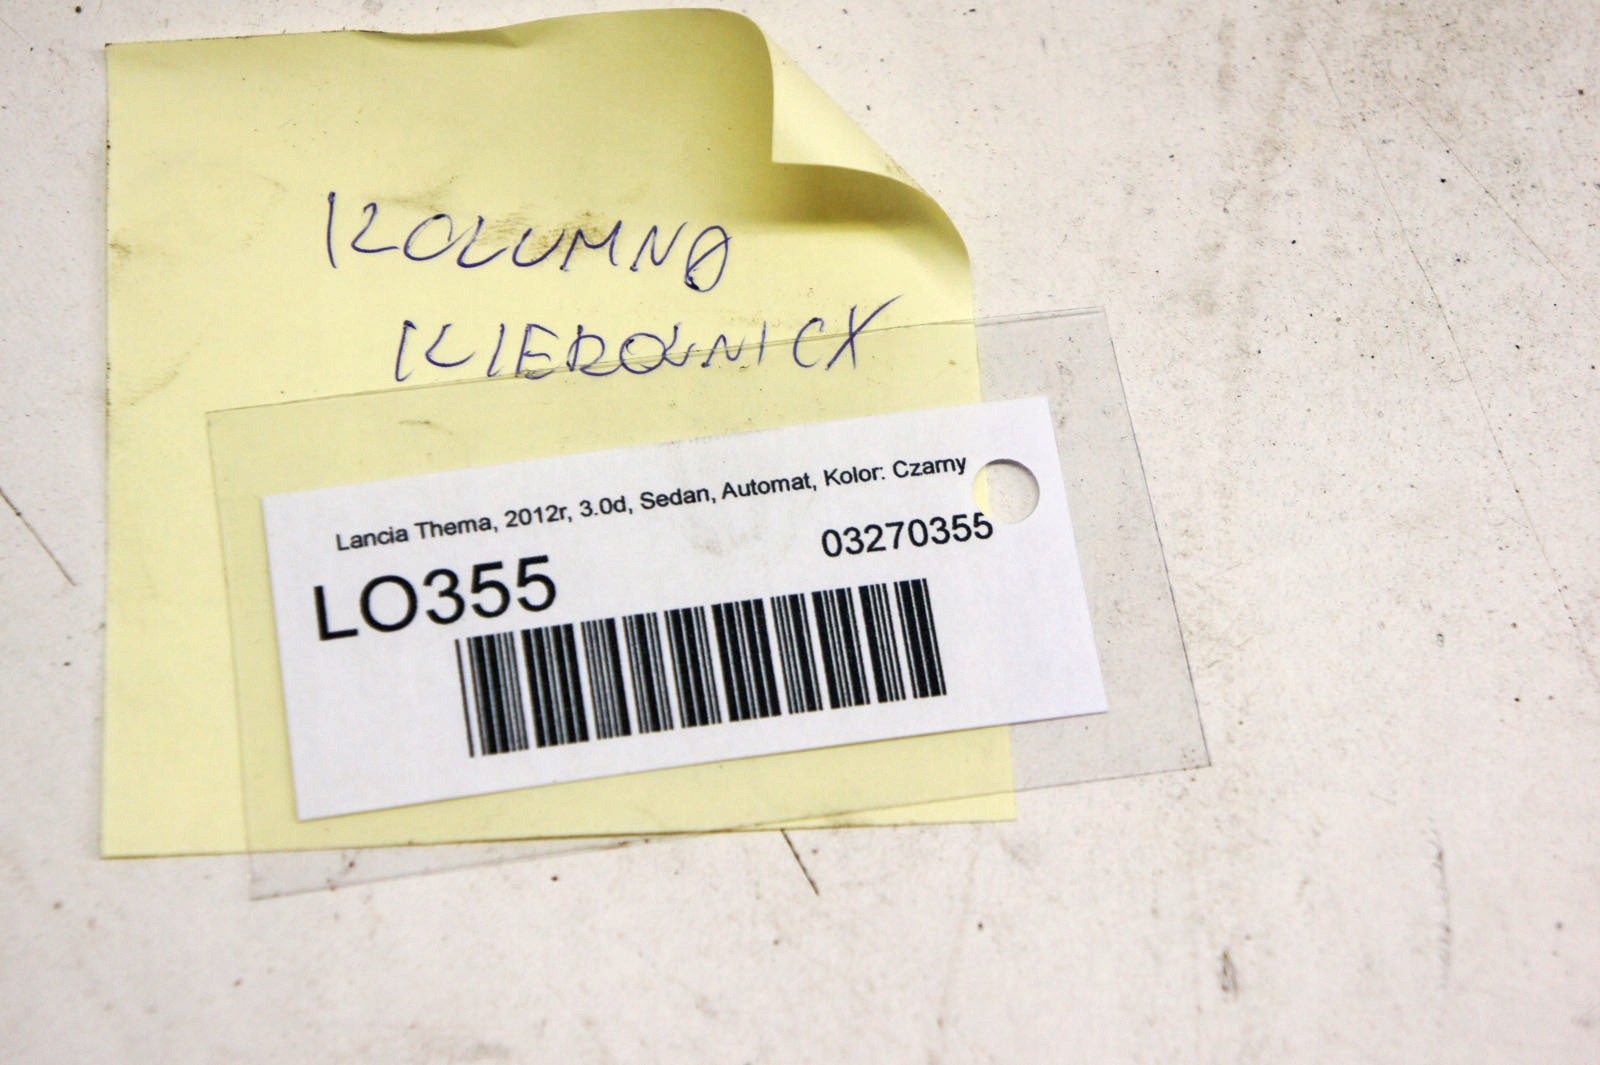 KOLUMNA
KIEROWNICY
Lancia Thema, 2012r, 3.0d, Sedan, Automat, Kolor: Czarny
03270355
LO355